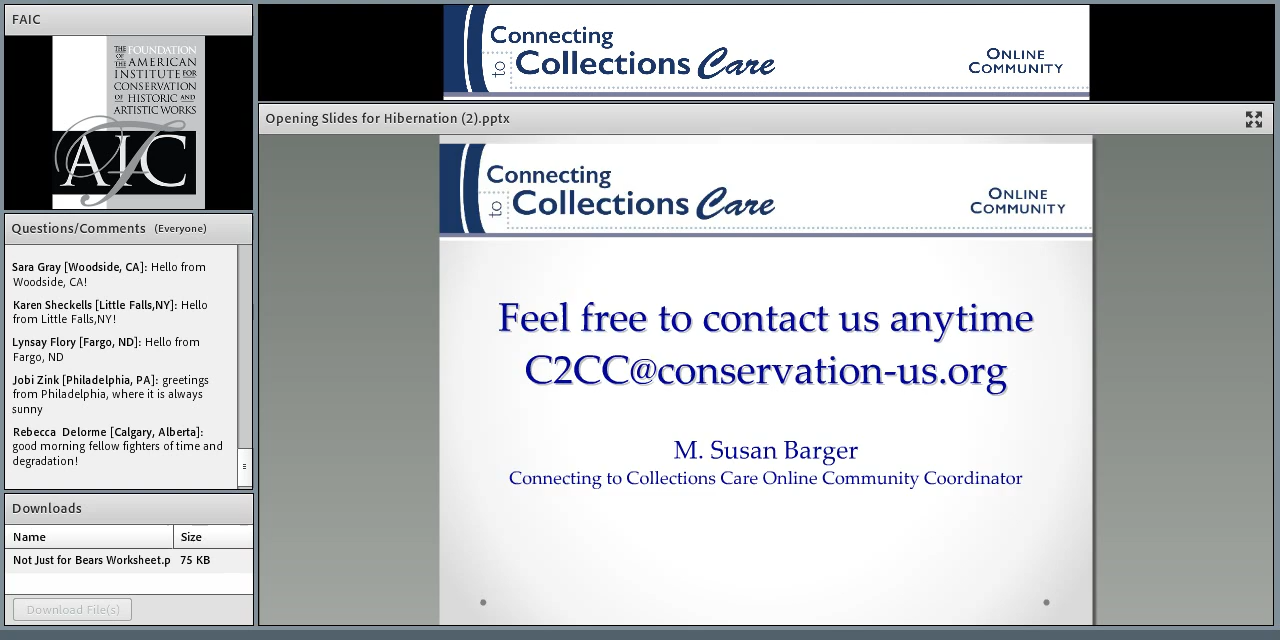 FAIC
THE FOUNDATION
OF THE AMERICAN
INSTITUTE FOR
CONSERVATION
OF HISTORIC AND
ARTISTIC WORKS
FAIC
Questions/Comments (Everyone)
Sara Gray [Woodside, CA]: Hello from
Woodside, CA!
Karen Sheckells [Little Falls,NY]: Hello
from Little Falls,NY!
Lynsay Flory [Fargo, ND]: Hello from
Fargo, ND
Jobi Zink [Philadelphia, PA]: greetings
from Philadelphia, where it is always
sunny
Rebecca Delorme [Calgary, Alberta]:
good morning fellow fighters of time and
degradation!
Downloads
Name Size
Not Just for Bears Worksheet.p 75 KB
Download File(s)
Connecting
to Collections Care
ONLINE
COMMUNITY
Opening Slides for Hibernation (2).pptx
Connecting
to Collections Care
ONLINE
COMMUNITY
Feel free to contact us anytime
C2CC@conservation-us.org
M. Susan Barger
Connecting to Collections Care Online Community Coordinator